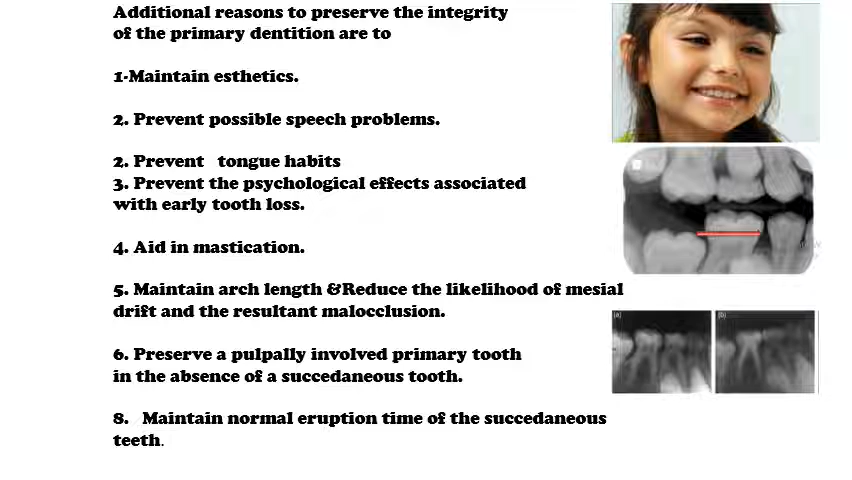 Additional reasons to preserve the integrity
of the primary dentition are to
1-Maintain esthetics.
2. Prevent possible speech problems.
2. Prevent tongue habits
3. Prevent the psychological effects associated
with early tooth loss.
4. Aid in mastication.
5. Maintain arch length &Reduce the likelihood of mesial
drift and the resultant malocclusion.
6. Preserve a pulpally involved primary tooth
in the absence of a succedaneous tooth.
8. Maintain normal eruption time of the succedaneous
teeth.
(a)
(b)